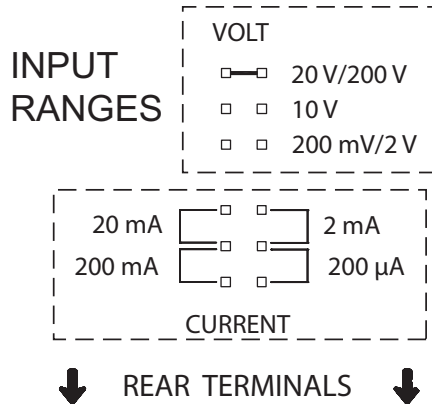 INPUT
RANGES
VOLT
20 V/200 V
10 V
200 mV/2 V
20 mA
2 mA
200 mA
200 µA
CURRENT
REAR TERMINALS